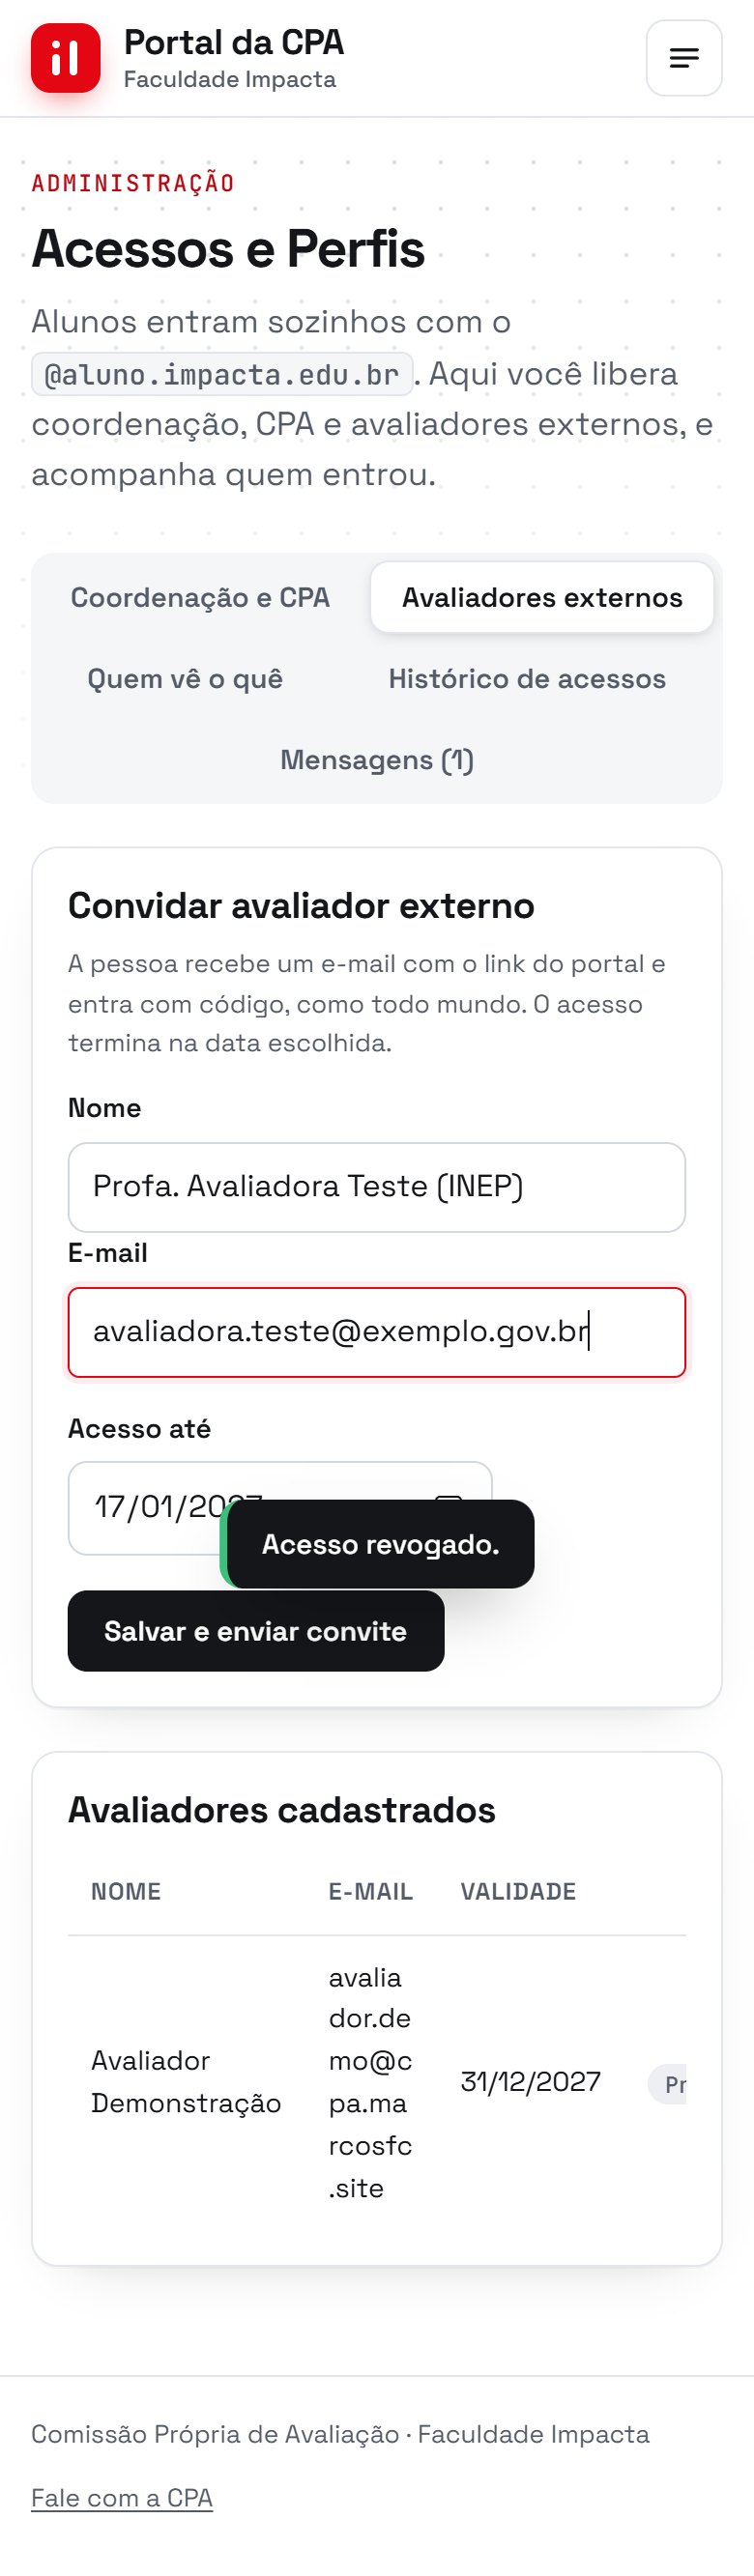 Portal da CPA
Faculdade Impacta
ADMINISTRAÇÃO
Acessos e Perfis
Alunos entram sozinhos com o
@aluno.impacta.edu.br. Aqui você libera
coordenação, CPA e avaliadores externos, e
acompanha quem entrou.
Coordenação e CPA
Avaliadores externos
Quem vê o quê
Histórico de acessos
Mensagens (1)
Convidar avaliador externo
A pessoa recebe um e-mail com o link do portal e
entra com código, como todo mundo. O acesso
termina na data escolhida.
Nome
Profa. Avaliadora Teste (INEP)
E-mail
avaliadora.teste@exemplo.gov.br
Acesso até
17/01/2027
Acesso revogado.
Salvar e enviar convite
Avaliadores cadastrados
NOME E-MAIL VALIDADE
avalia
dor.de
Avaliador
mo@c
31/12/2027
Demonstração
pa.ma
rcosfc
.site
Comissão Própria de Avaliação · Faculdade Impacta
Fale com a CPA